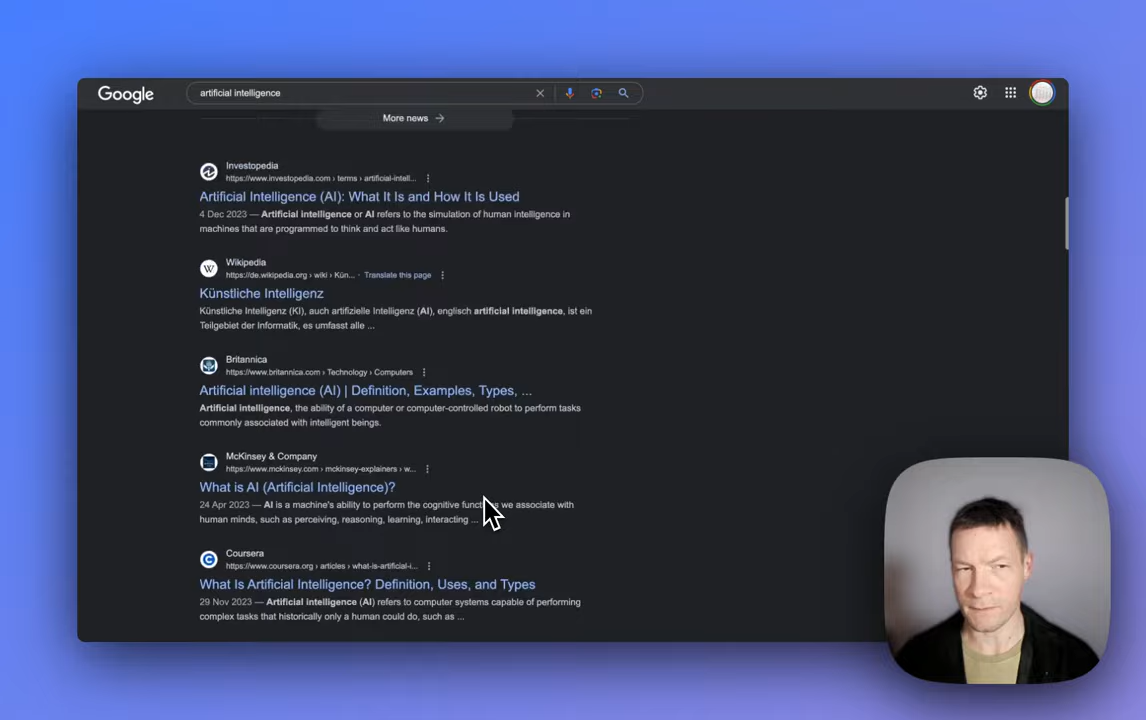 Google
artificial intelligence
More news
Investopedia
https://www.investopedia.com › terms › artificial-intell...
Artificial Intelligence (AI): What It Is and How It Is Used
4 Dec 2023 — Artificial intelligence or AI refers to the simulation of human intelligence in
machines that are programmed to think and act like humans.
Wikipedia
https://de.wikipedia.org › wiki › Kün... · Translate this page
Künstliche Intelligenz
Künstliche Intelligenz (KI), auch artifizielle Intelligenz (AI), englisch artificial intelligence, ist ein
Teilgebiet der Informatik, es umfasst alle ...
Britannica
https://www.britannica.com › Technology › Computers
Artificial intelligence (AI) | Definition, Examples, Types, ...
Artificial intelligence, the ability of a computer or computer-controlled robot to perform tasks
commonly associated with intelligent beings.
McKinsey & Company
https://www.mckinsey.com › mckinsey-explainers › w...
What is AI (Artificial Intelligence)?
24 Apr 2023 — AI is a machine's ability to perform the cognitive functions we associate with
human minds, such as perceiving, reasoning, learning, interacting ...
Coursera
https://www.coursera.org › articles › what-is-artificial-i...
What Is Artificial Intelligence? Definition, Uses, and Types
29 Nov 2023 — Artificial intelligence (AI) refers to computer systems capable of performing
complex tasks that historically only a human could do, such as ...